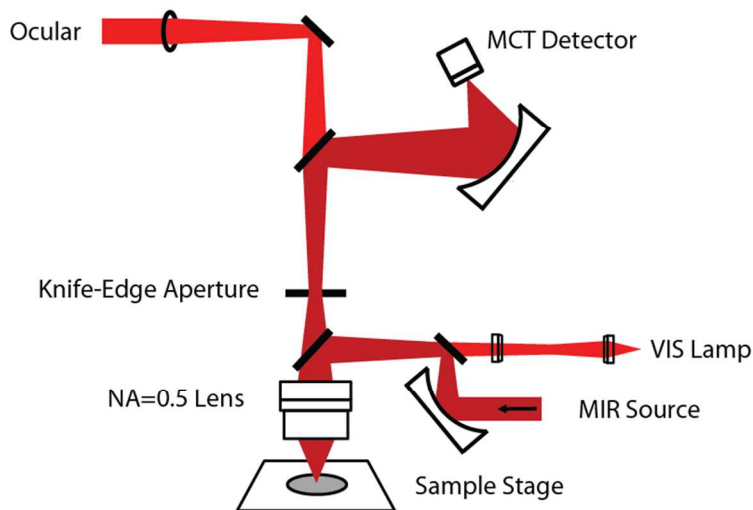 Ocular
MCT Detector
Knife-Edge Aperture
VIS Lamp
NA=0.5 Lens
MIR Source
Sample Stage